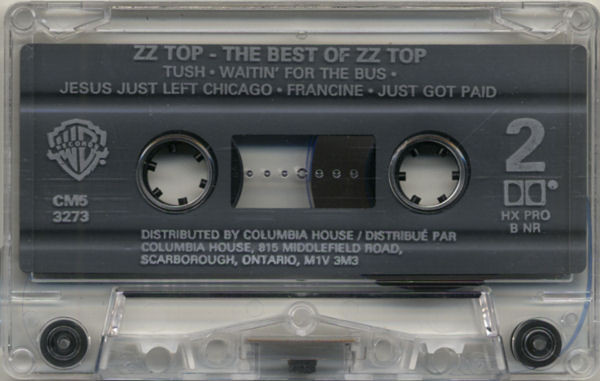 ZZ TOP - THE BEST OF ZZ TOP
TUSH • WAITIN' FOR THE BUS •
JESUS JUST LEFT CHICAGO • FRANCINE • JUST GOT PAID
WB
RECORDS
CM5
3273
2
HX PRO
B NR
DISTRIBUTED BY COLUMBIA HOUSE / DISTRIBUÉ PAR
COLUMBIA HOUSE, 815 MIDDLEFIELD ROAD,
SCARBOROUGH, ONTARIO, M1V 3M3